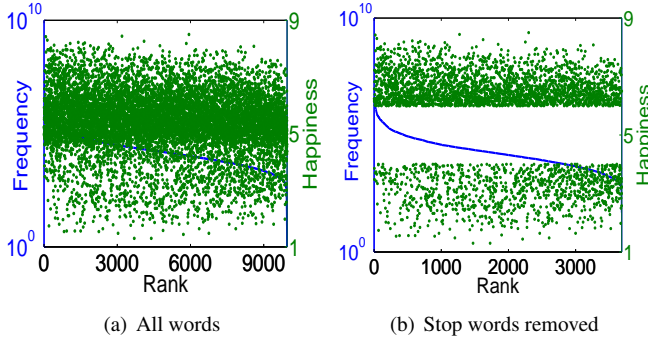 10^10
9
Frequency
5
Happiness
10^0
1
0 3000 6000 9000
Rank
(a) All words
10^10
9
Frequency
5
Happiness
10^0
1
0 1000 2000 3000
Rank
(b) Stop words removed